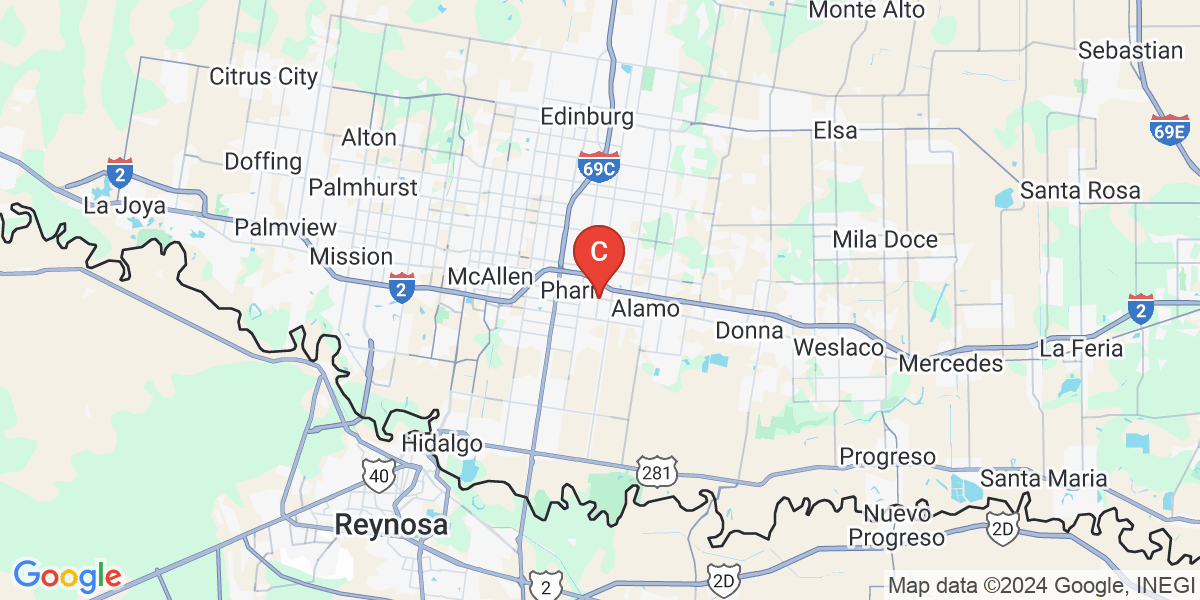 Monte Alto
Sebastian
Citrus City
Edinburg
69E
Elsa
Alton
Doffing
69C
2
Palmhurst
Santa Rosa
La Joya
Palmview
Mila Doce
Mission
C
McAllen
2
Pharr
Alamo
2
Donna
Weslaco
La Feria
Mercedes
Hidalgo
Progreso
40
281
Santa Maria
Reynosa
Nuevo
Progreso
2D
2
2D
Google
Map data ©2024 Google, INEGI